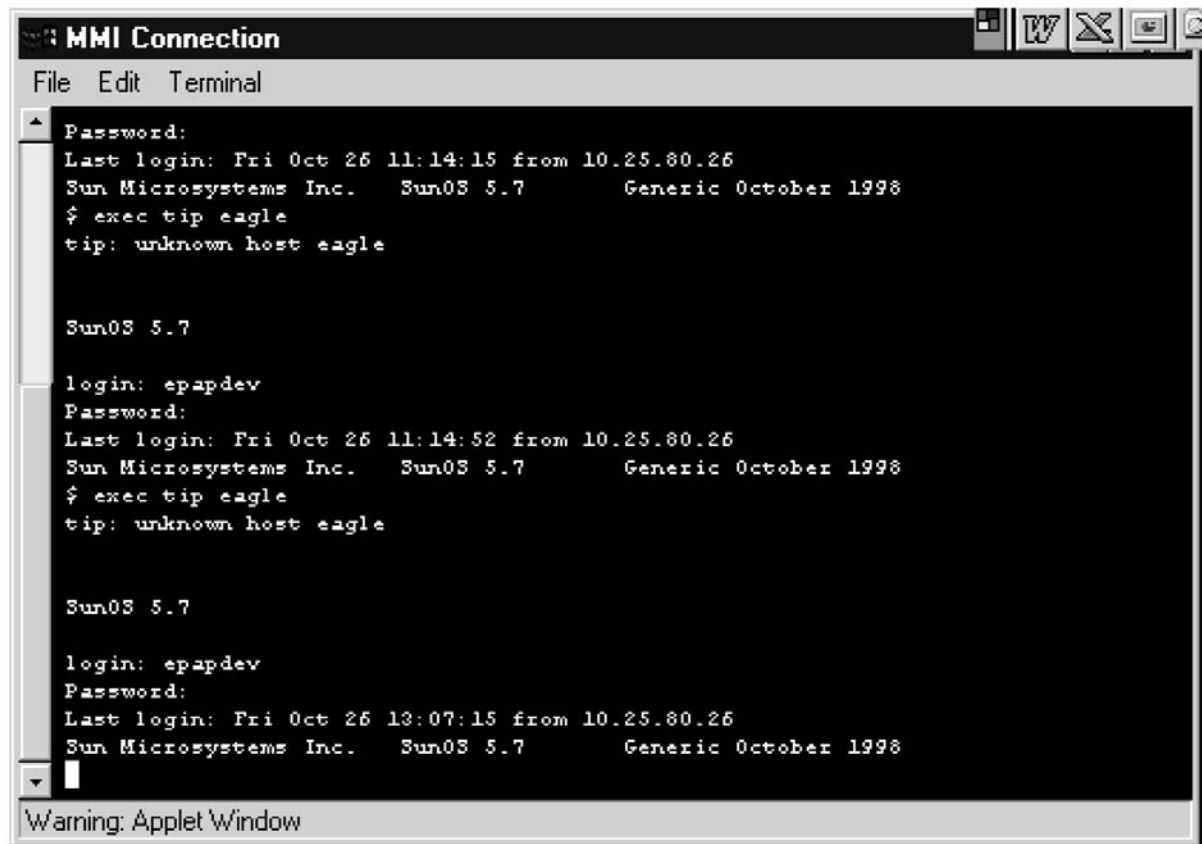 MMI Connection
W X
File Edit Terminal
Password:
Last login: Fri Oct 26 11:14:15 from 10.25.80.26
Sun Microsystems Inc. SunOS 5.7 Generic October 1998
$ exec tip eagle
tip: unknown host eagle
SunOS 5.7
login: epapdev
Password:
Last login: Fri Oct 26 11:14:52 from 10.25.80.26
Sun Microsystems Inc. SunOS 5.7 Generic October 1998
$ exec tip eagle
tip: unknown host eagle
SunOS 5.7
login: epapdev
Password:
Last login: Fri Oct 26 13:07:15 from 10.25.80.26
Sun Microsystems Inc. SunOS 5.7 Generic October 1998
Warning: Applet Window